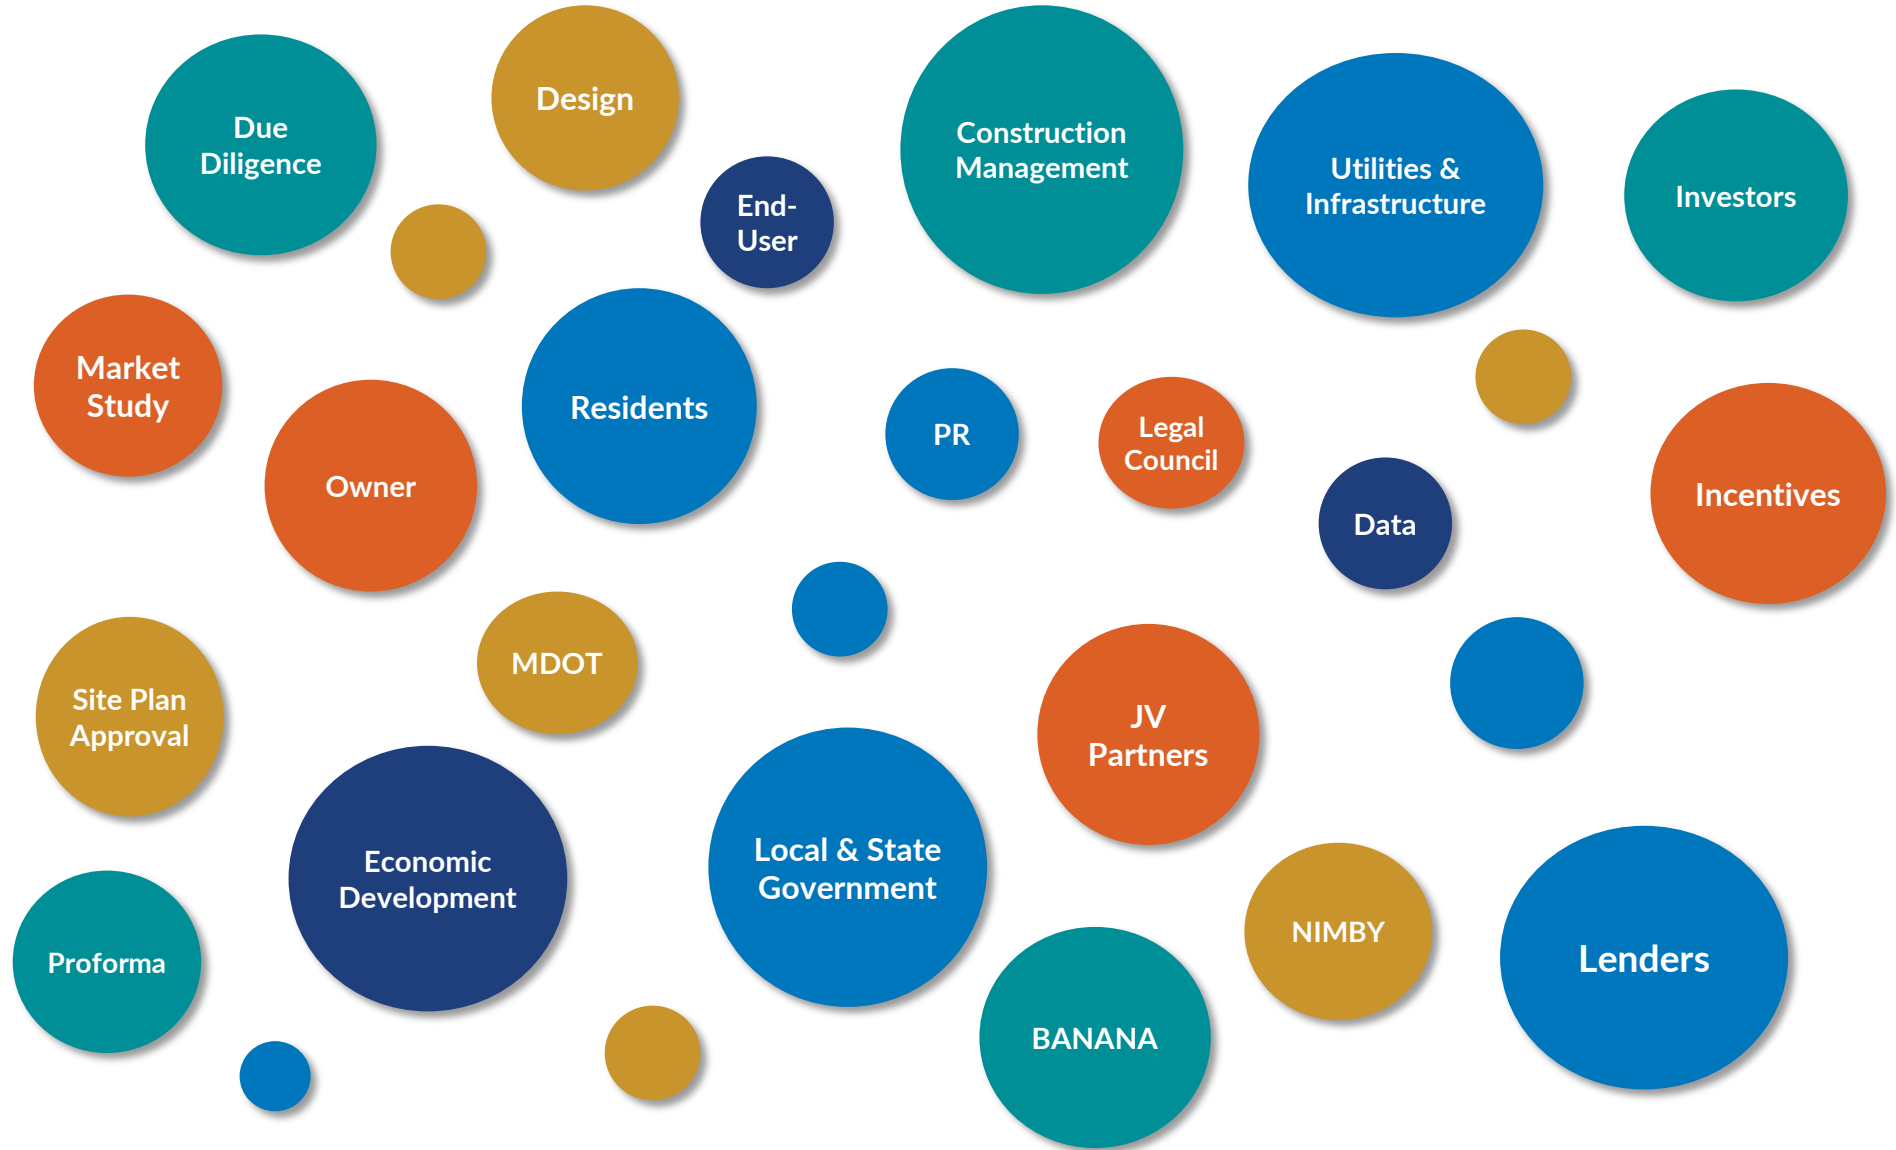 Due
Diligence
Design
End-
User
Construction
Management
Utilities &
Infrastructure
Investors
Market
Study
Owner
Residents
PR
Legal
Council
Data
Incentives
Site Plan
Approval
MDOT
JV
Partners
Economic
Development
Local & State
Government
Proforma
BANANA
NIMBY
Lenders